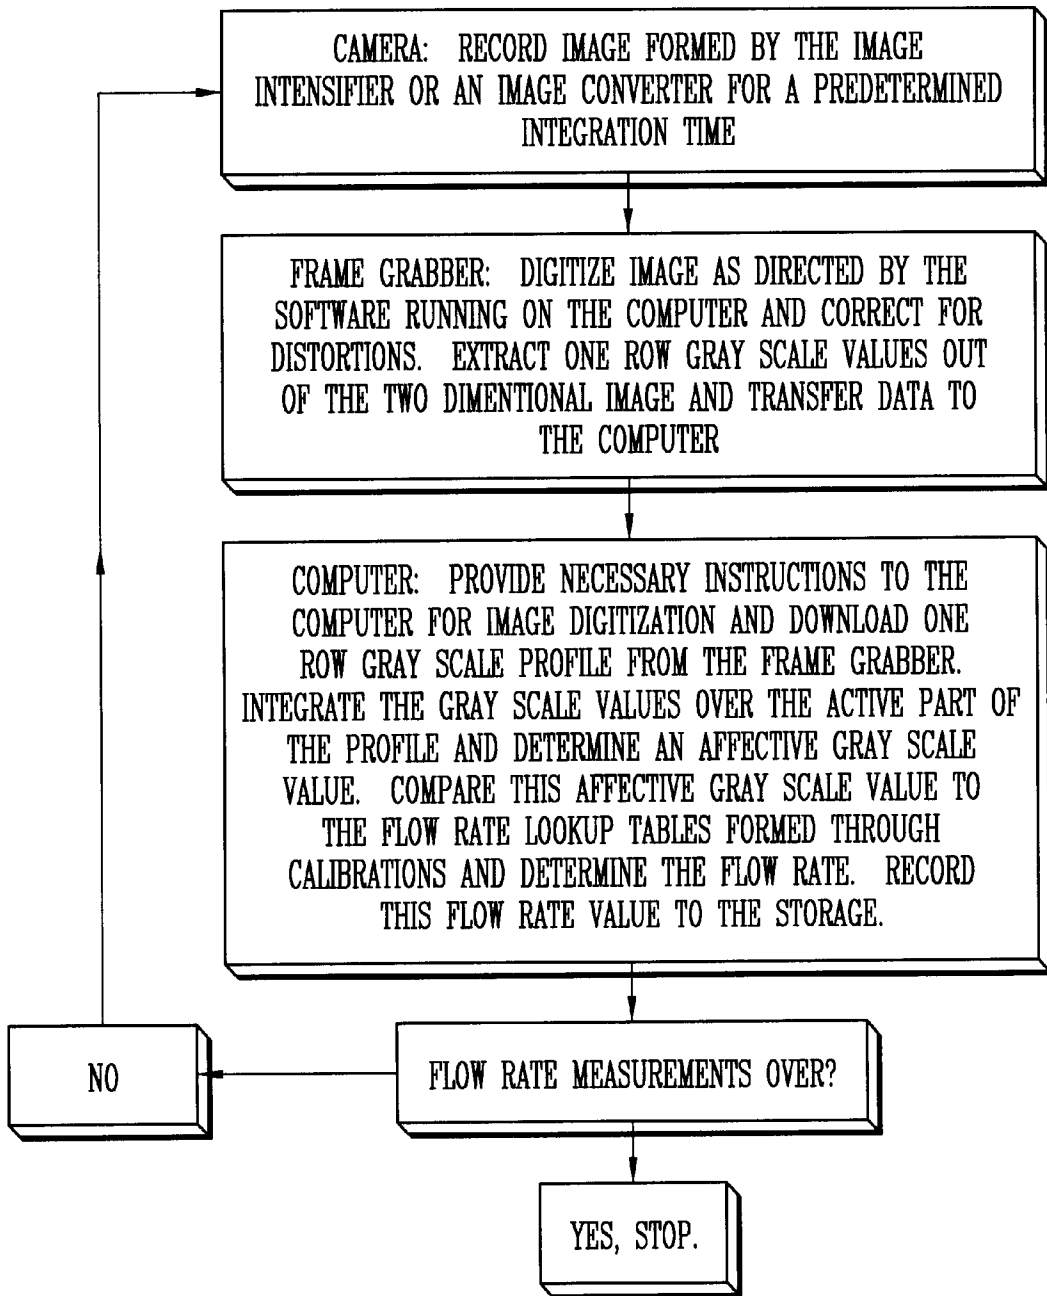 CAMERA: RECORD IMAGE FORMED BY THE IMAGE
INTENSIFIER OR AN IMAGE CONVERTER FOR A PREDETERMINED
INTEGRATION TIME
FRAME GRABBER: DIGITIZE IMAGE AS DIRECTED BY THE
SOFTWARE RUNNING ON THE COMPUTER AND CORRECT FOR
DISTORTIONS. EXTRACT ONE ROW GRAY SCALE VALUES OUT
OF THE TWO DIMENTIONAL IMAGE AND TRANSFER DATA TO
THE COMPUTER
COMPUTER: PROVIDE NECESSARY INSTRUCTIONS TO THE
COMPUTER FOR IMAGE DIGITIZATION AND DOWNLOAD ONE
ROW GRAY SCALE PROFILE FROM THE FRAME GRABBER.
INTEGRATE THE GRAY SCALE VALUES OVER THE ACTIVE PART OF
THE PROFILE AND DETERMINE AN AFFECTIVE GRAY SCALE
VALUE. COMPARE THIS AFFECTIVE GRAY SCALE VALUE TO
THE FLOW RATE LOOKUP TABLES FORMED THROUGH
CALIBRATIONS AND DETERMINE THE FLOW RATE. RECORD
THIS FLOW RATE VALUE TO THE STORAGE.
NO
FLOW RATE MEASUREMENTS OVER?
YES, STOP.